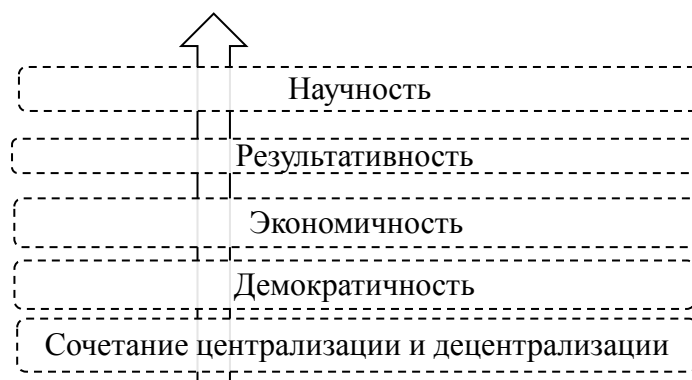 Научность
Результативность
Экономичность
Демократичность
Сочетание централизации и децентрализации